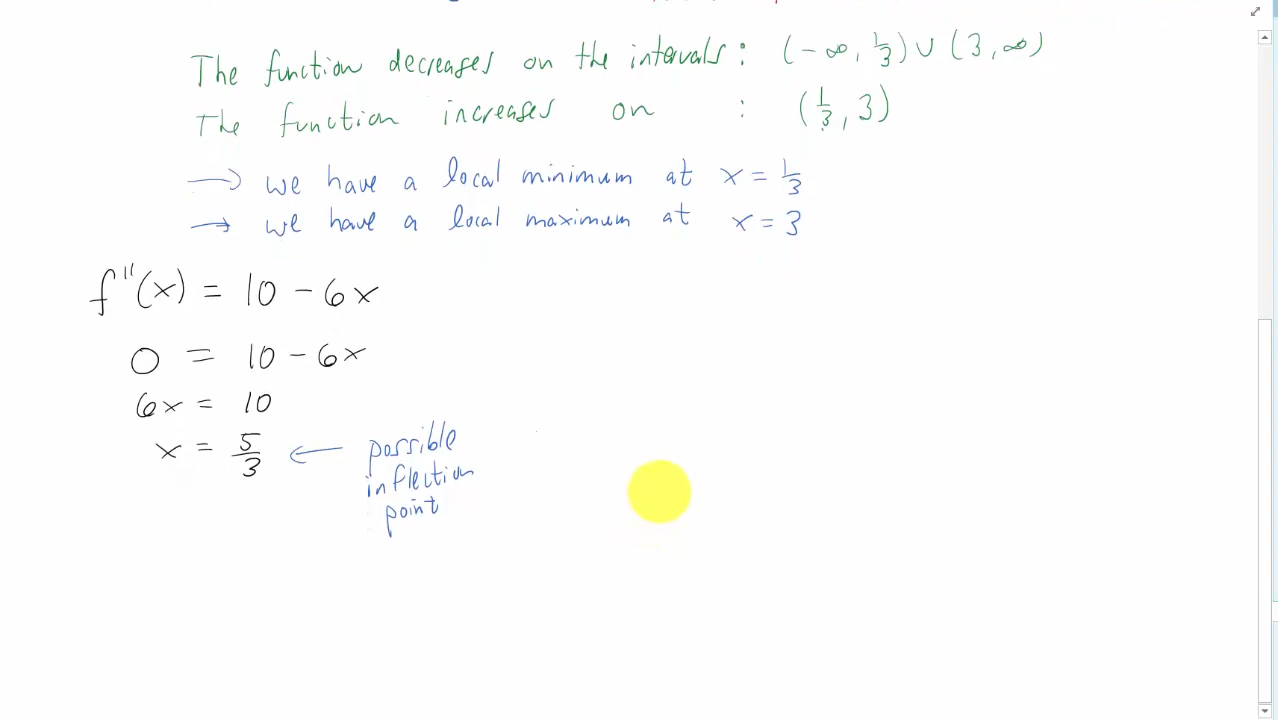 The function decreases on the intervals : (-∞, 1/3) ∪ (3, ∞)
The function increases on : (1/3, 3)
→ we have a local minimum at x = 1/3
→ we have a local maximum at x = 3
f''(x) = 10 - 6x
0 = 10 - 6x
6x = 10
x = 5/3 ← possible
inflection
point